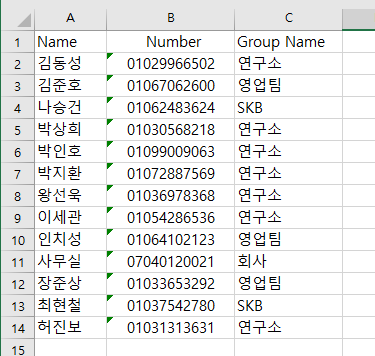 A B C
1 Name Number Group Name
2 김동성 01029966502 연구소
3 김준호 01067062600 영업팀
4 나승건 01062483624 SKB
5 박상희 01030568218 연구소
6 박인호 01099009063 연구소
7 박지환 01072887569 연구소
8 왕선욱 01036978368 연구소
9 이세관 01054286536 연구소
10 인치성 01064102123 영업팀
11 사무실 07040120021 회사
12 장준상 01033653292 영업팀
13 최현철 01037542780 SKB
14 허진보 01031313631 연구소
15